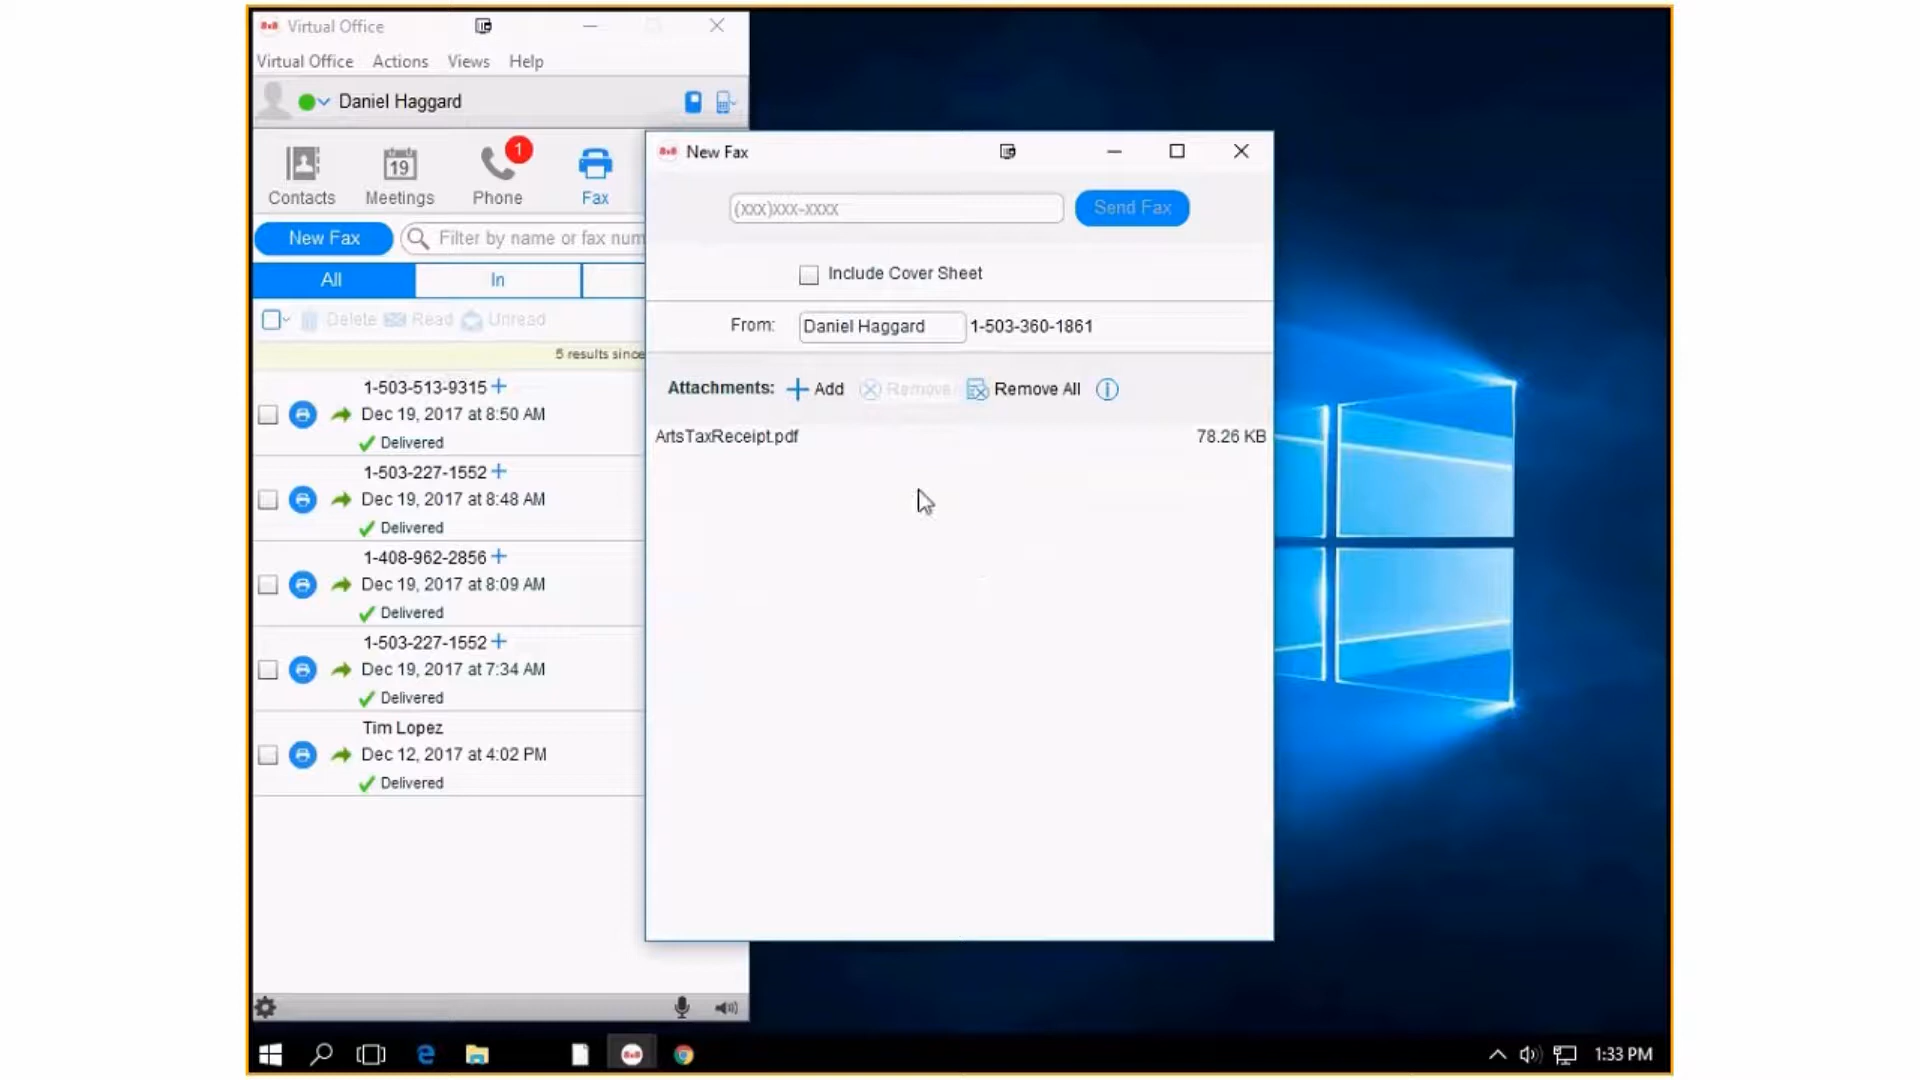 8x8 Virtual Office
Virtual Office Actions Views Help
Daniel Haggard
19
1
Contacts Meetings Phone Fax
New Fax Filter by name or fax num
All In
Delete Read Unread
5 results since
1-503-513-9315
Dec 19, 2017 at 8:50 AM
Delivered
1-503-227-1552
Dec 19, 2017 at 8:48 AM
Delivered
1-408-962-2856
Dec 19, 2017 at 8:09 AM
Delivered
1-503-227-1552
Dec 19, 2017 at 7:34 AM
Delivered
Tim Lopez
Dec 12, 2017 at 4:02 PM
Delivered
8x8 New Fax
(xxx)xxx-xxxx Send Fax
Include Cover Sheet
From: Daniel Haggard 1-503-360-1861
Attachments: Add Remove Remove All
ArtsTaxReceipt.pdf 78.26 KB
8x8
1:33 PM